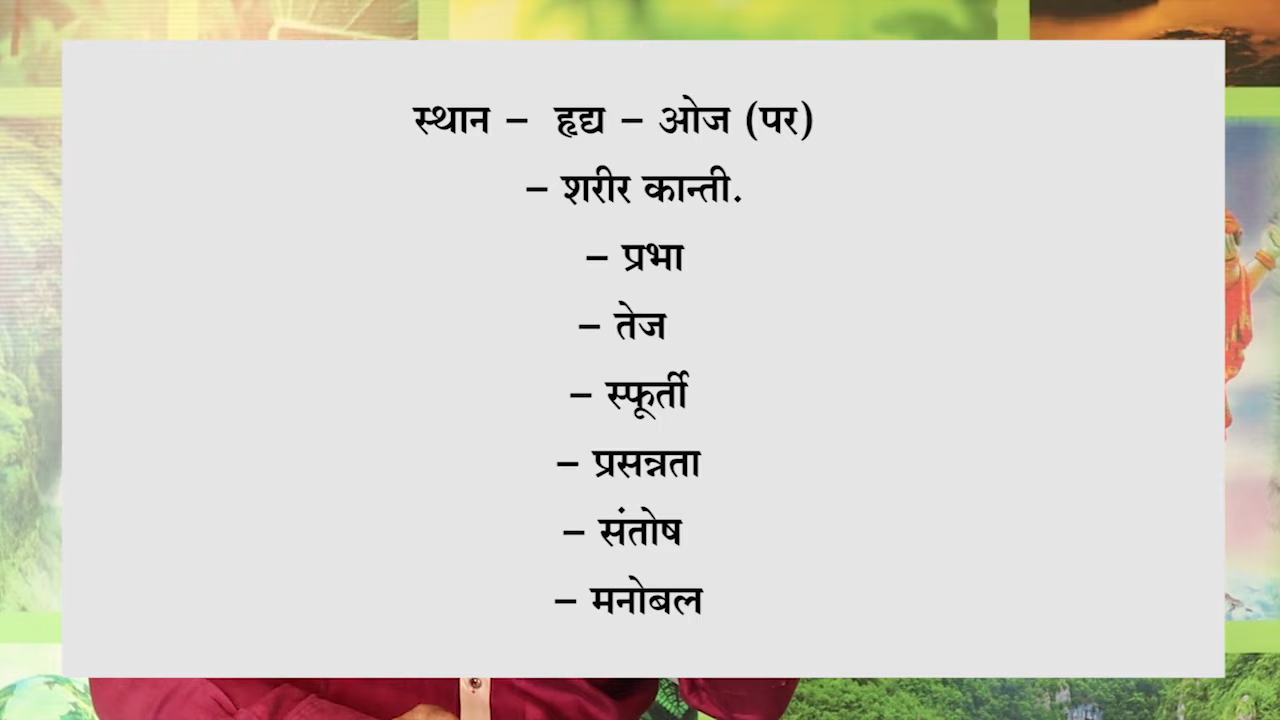 स्थान – हृद्य – ओज (पर)
– शरीर कान्ती.
– प्रभा
– तेज
– स्फूर्ती
– प्रसन्नता
– संतोष
– मनोबल